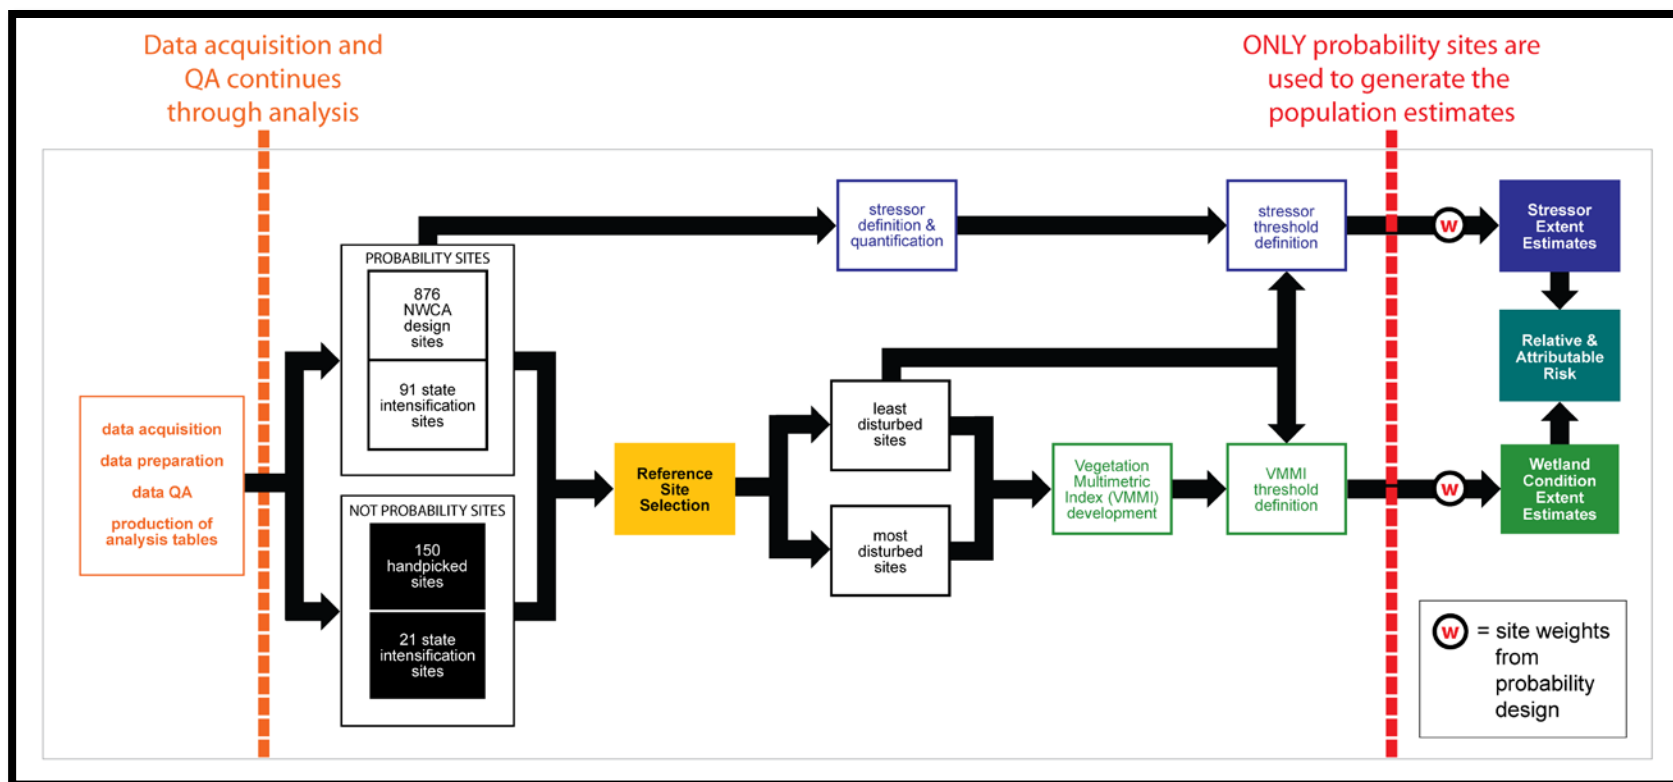 Data acquisition and
QA continues
through analysis
ONLY probability sites are
used to generate the
population estimates
data acquisition
data preparation
data QA
production of
analysis tables
PROBABILITY SITES
876
NWCA
design
sites
91 state
intensification
sites
NOT PROBABILITY SITES
150
handpicked
sites
21 state
intensification
sites
Reference
Site
Selection
stressor
definition &
quantification
least
disturbed
sites
most
disturbed
sites
Vegetation
Multimetric
Index (VMMI)
development
stressor
threshold
definition
VMMI
threshold
definition
w
w
Stressor
Extent
Estimates
Relative &
Attributable
Risk
Wetland
Condition
Extent
Estimates
w = site weights
from
probability
design